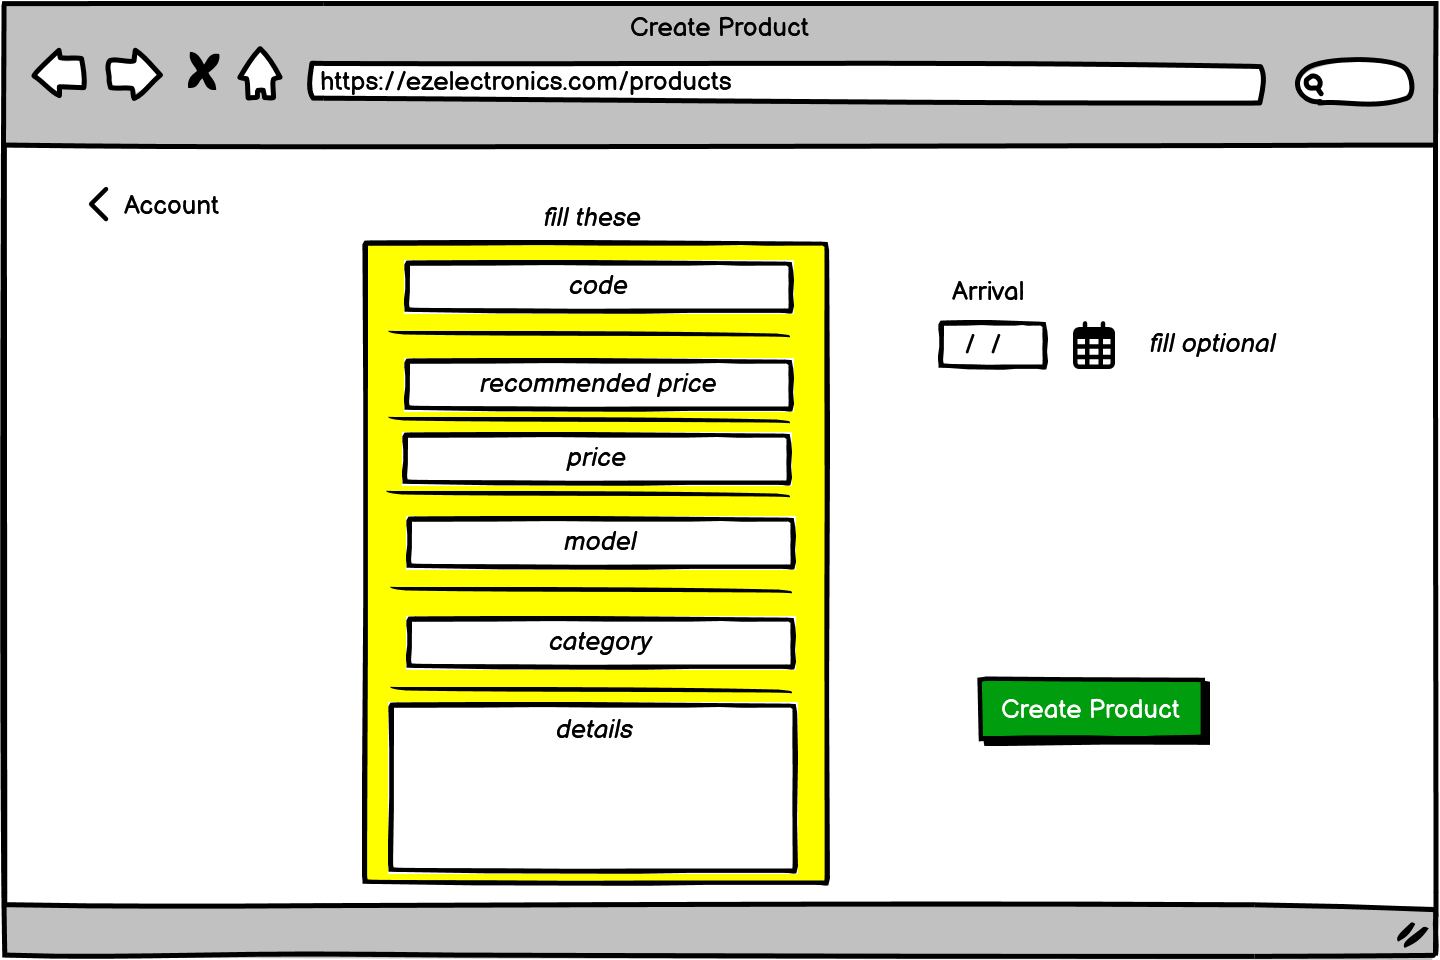 Create Product
https://ezelectronics.com/products
Account
fill these
code
recommended price
price
model
category
details
Arrival
/ /
fill optional
Create Product